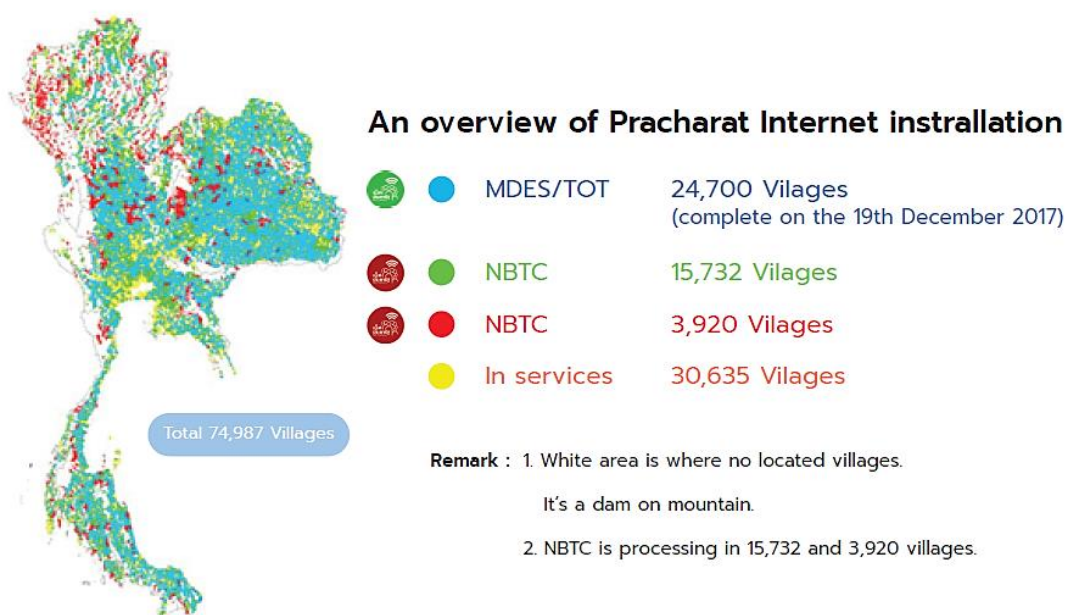 An overview of Pracharat Internet instrallation
MDES/TOT 24,700 Vilages
(complete on the 19th December 2017)
NBTC 15,732 Vilages
NBTC 3,920 Vilages
In services 30,635 Vilages
Total 74,987 Villages
Remark : 1. White area is where no located villages.
It's a dam on mountain.
2. NBTC is processing in 15,732 and 3,920 villages.